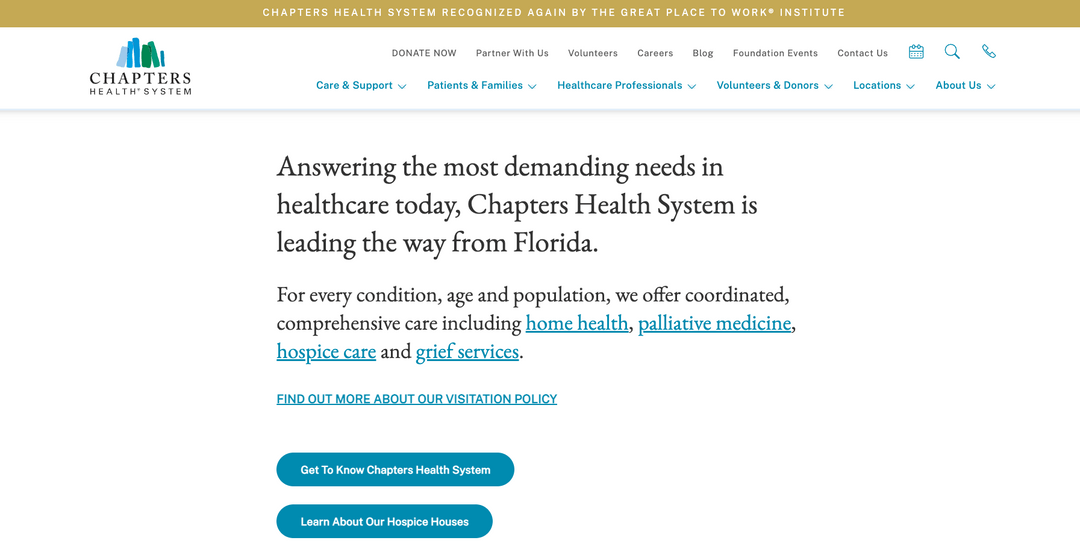 CHAPTERS HEALTH SYSTEM RECOGNIZED AGAIN BY THE GREAT PLACE TO WORK® INSTITUTE
DONATE NOW Partner With Us Volunteers Careers Blog Foundation Events Contact Us
CHAPTERS
HEALTH® SYSTEM
Care & Support Patients & Families Healthcare Professionals Volunteers & Donors Locations About Us
Answering the most demanding needs in
healthcare today, Chapters Health System is
leading the way from Florida.
For every condition, age and population, we offer coordinated,
comprehensive care including home health, palliative medicine,
hospice care and grief services.
FIND OUT MORE ABOUT OUR VISITATION POLICY
Get To Know Chapters Health System
Learn About Our Hospice Houses